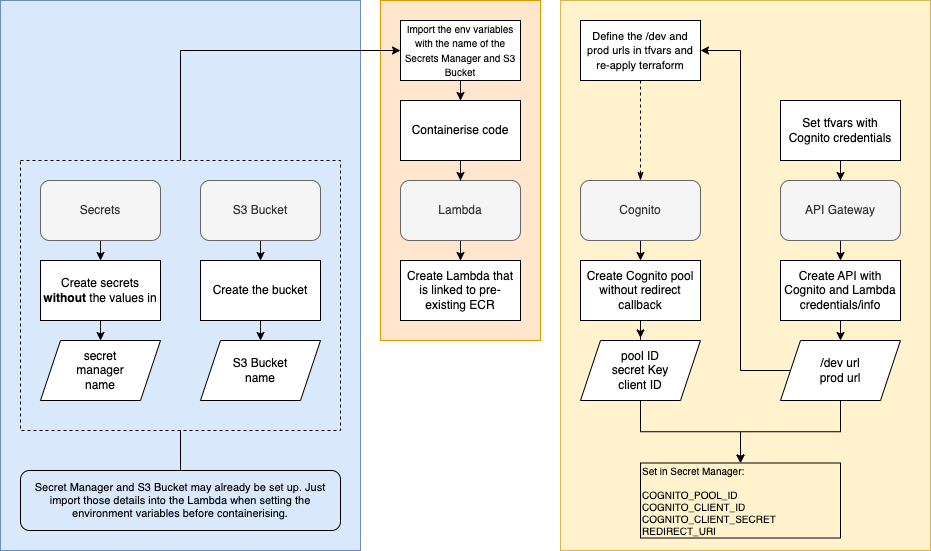 Import the env variables
with the name of the
Secrets Manager and S3
Bucket
Containerise code
Lambda
Create Lambda that
is linked to pre-
existing ECR
Secrets
Create secrets
without the values in
secret
manager
name
S3 Bucket
Create the bucket
S3 Bucket
name
Secret Manager and S3 Bucket may already be set up. Just
import those details into the Lambda when setting the
environment variables before containerising.
Define the /dev and
prod urls in tfvars and
re-apply terraform
Cognito
Create Cognito pool
without redirect
callback
pool ID
secret Key
client ID
Set tfvars with
Cognito credentials
API Gateway
Create API with
Cognito and Lambda
credentials/info
/dev url
prod url
Set in Secret Manager:
COGNITO_POOL_ID
COGNITO_CLIENT_ID
COGNITO_CLIENT_SECRET
REDIRECT_URI